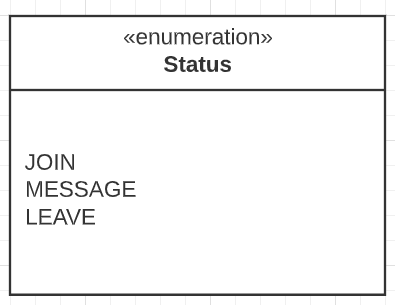 «enumeration»
Status
JOIN
MESSAGE
LEAVE